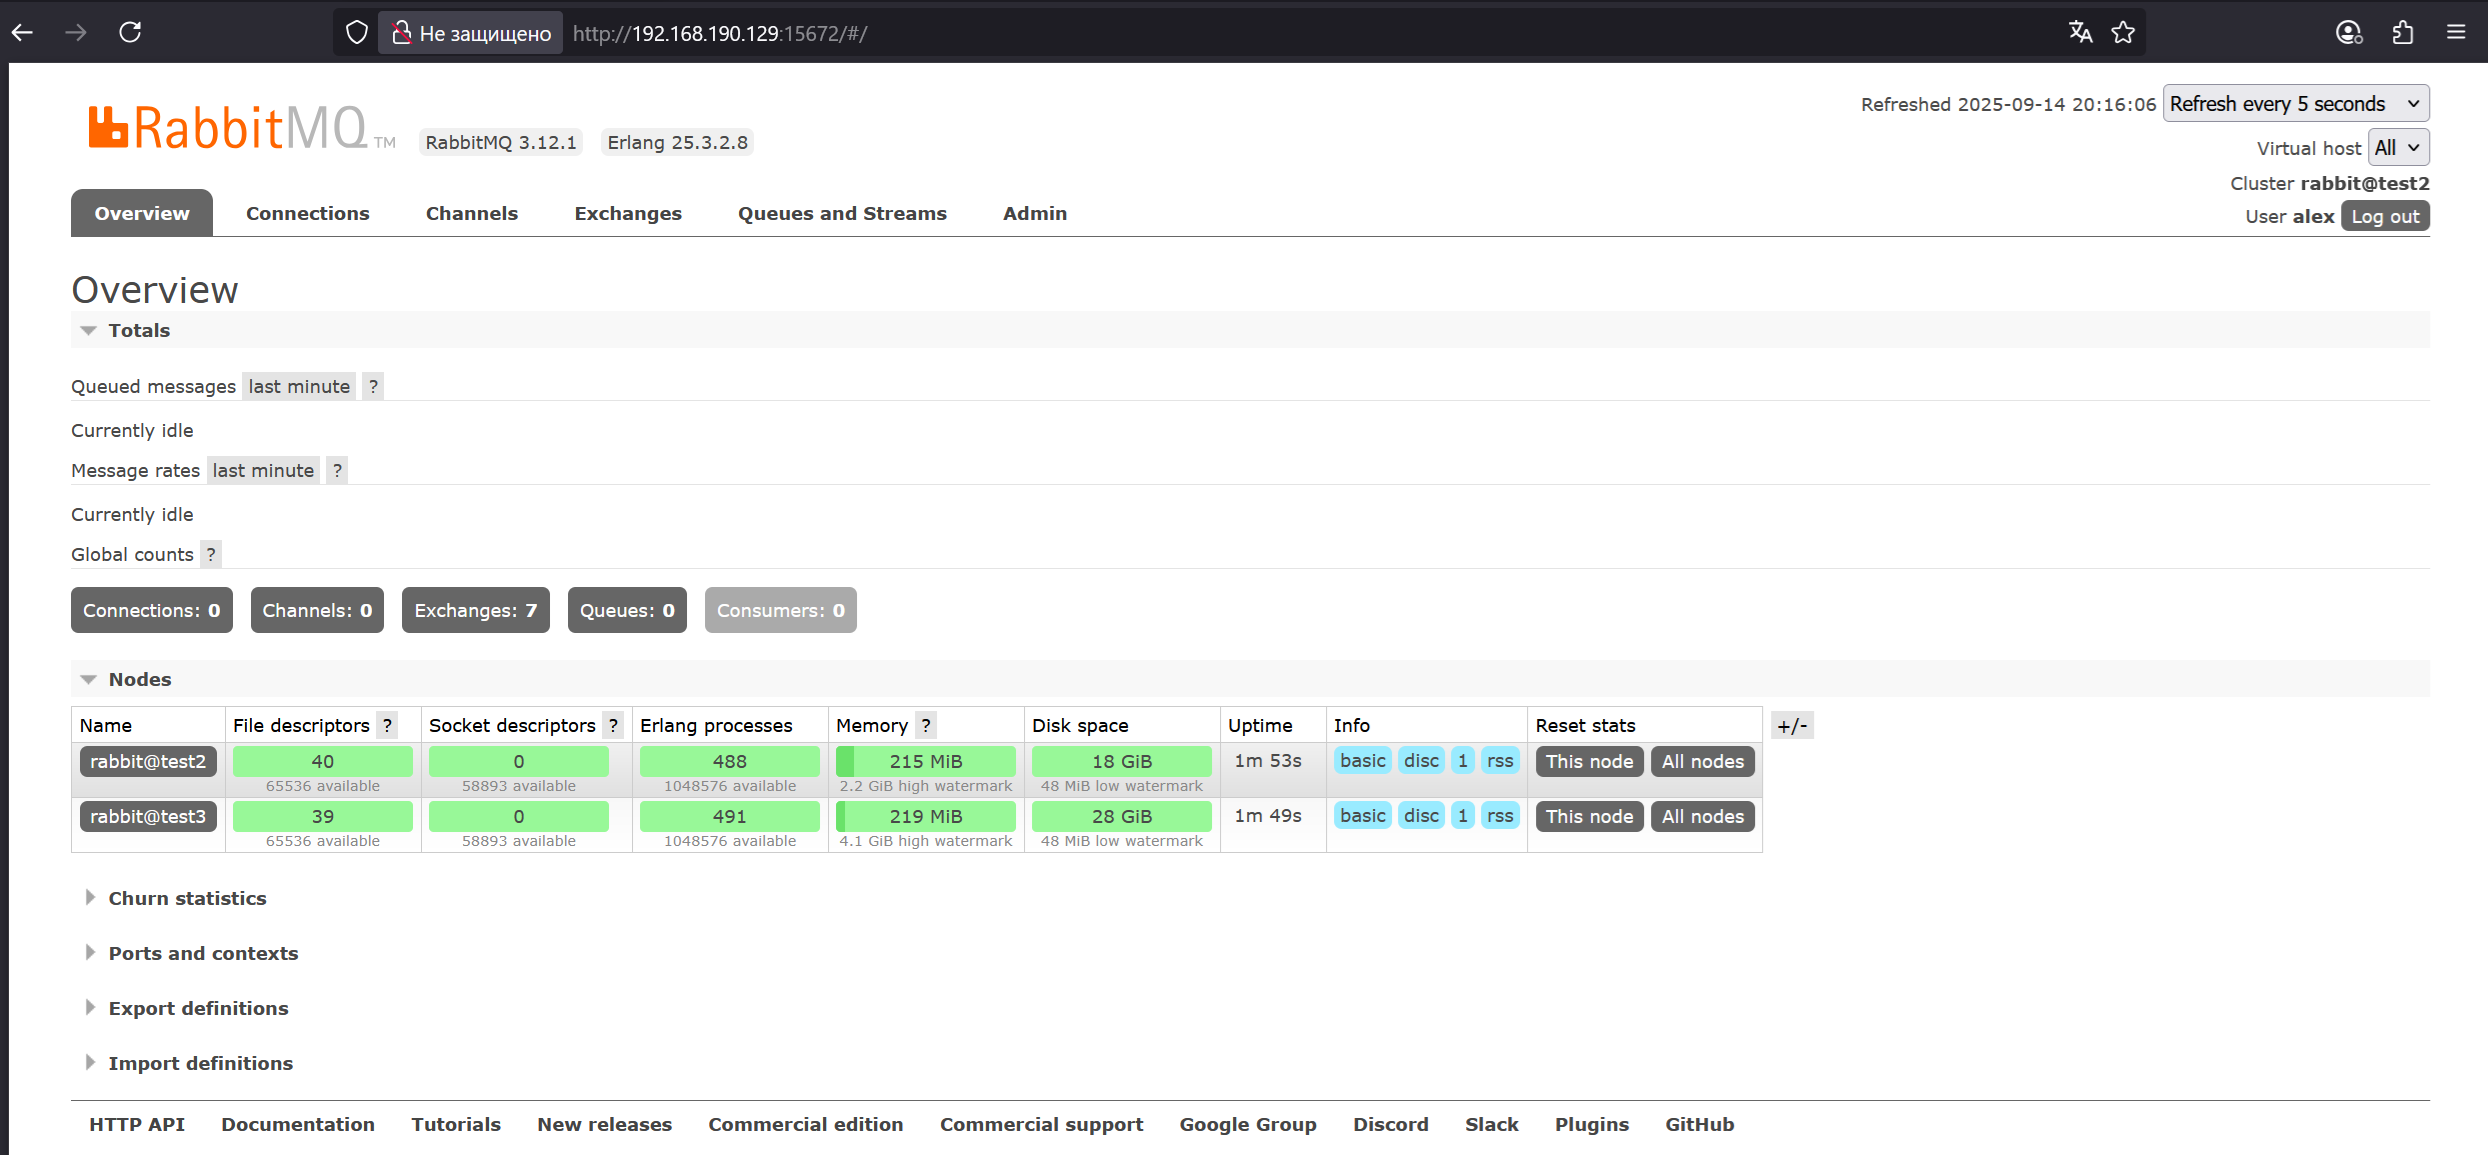 Не защищено http://192.168.190.129:15672/#/
RabbitMQ TM RabbitMQ 3.12.1 Erlang 25.3.2.8
Refreshed 2025-09-14 20:16:06 Refresh every 5 seconds
Virtual host All
Cluster rabbit@test2
User alex Log out
Overview Connections Channels Exchanges Queues and Streams Admin
Overview
Totals
Queued messages last minute ?
Currently idle
Message rates last minute ?
Currently idle
Global counts ?
Connections: 0 Channels: 0 Exchanges: 7 Queues: 0 Consumers: 0
Nodes
Name File descriptors ? Socket descriptors ? Erlang processes Memory ? Disk space Uptime Info Reset stats +/-
rabbit@test2 40 0 488 215 MiB 18 GiB 1m 53s basic disc 1 rss This node All nodes
65536 available 58893 available 1048576 available 2.2 GiB high watermark 48 MiB low watermark
rabbit@test3 39 0 491 219 MiB 28 GiB 1m 49s basic disc 1 rss This node All nodes
65536 available 58893 available 1048576 available 4.1 GiB high watermark 48 MiB low watermark
Churn statistics
Ports and contexts
Export definitions
Import definitions
HTTP API Documentation Tutorials New releases Commercial edition Commercial support Google Group Discord Slack Plugins GitHub